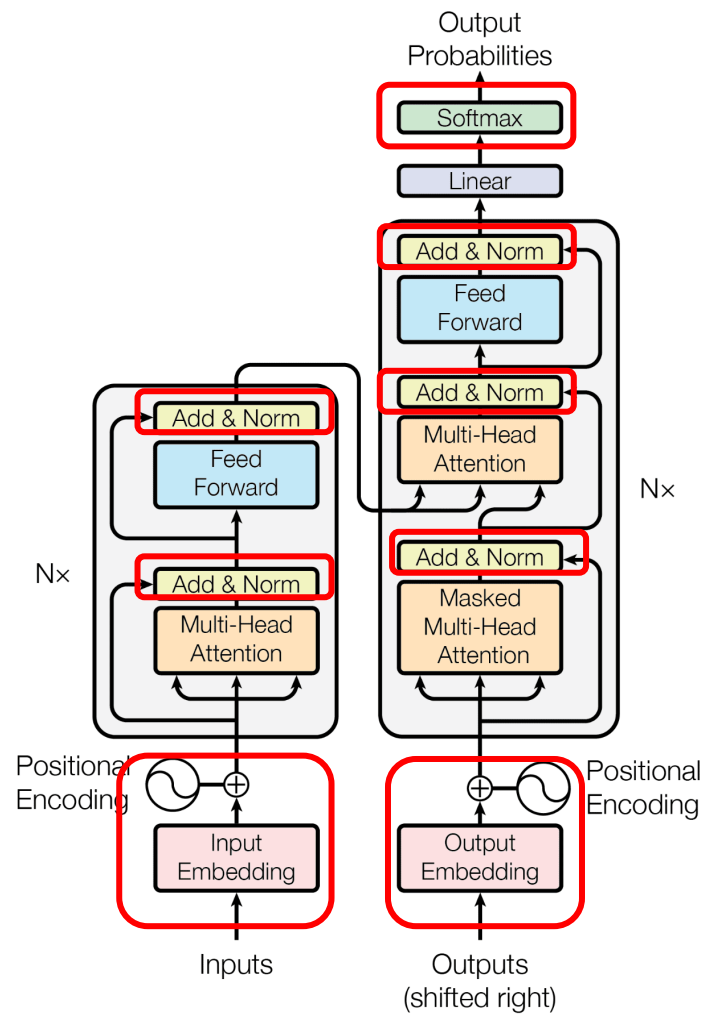 Output
Probabilities
Softmax
Linear
Add & Norm
Feed
Forward
Add & Norm
Multi-Head
Attention
Add & Norm
Masked
Multi-Head
Attention
Nx
Add & Norm
Feed
Forward
Add & Norm
Multi-Head
Attention
Nx
Positional
Encoding
Input
Embedding
Inputs
Positional
Encoding
Output
Embedding
Outputs
(shifted right)